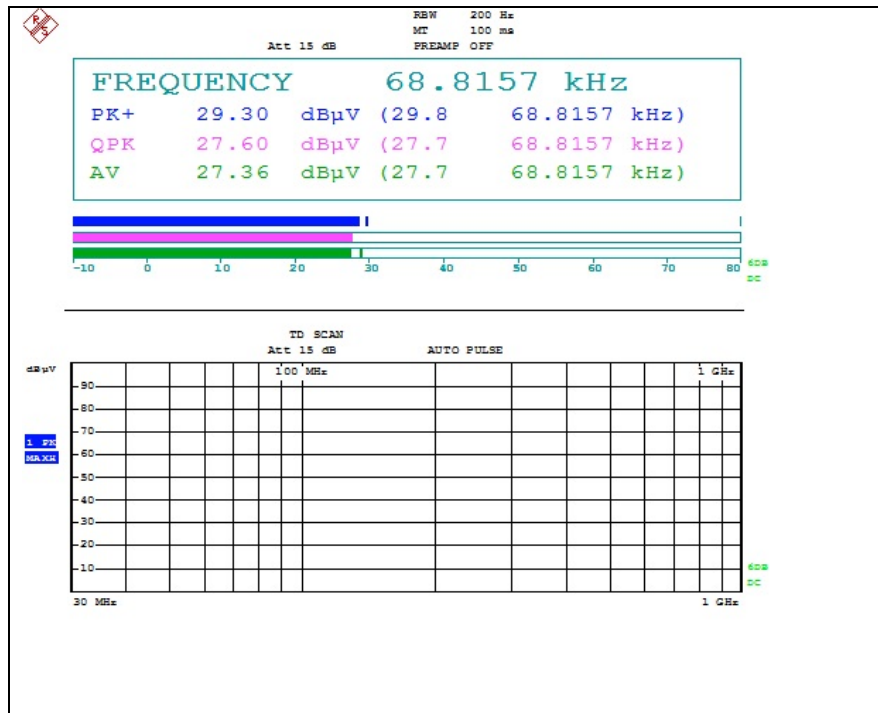 R S
RBW 200 Hz
MT 100 ms
Att 15 dB PREAMP OFF
FREQUENCY 68.8157 kHz
PK+ 29.30 dBµV (29.8 68.8157 kHz)
QPK 27.60 dBµV (27.7 68.8157 kHz)
AV 27.36 dBµV (27.7 68.8157 kHz)
-10 0 10 20 30 40 50 60 70 80
6DB
DC
TD SCAN
Att 15 dB AUTO PULSE
dBµV 100 MHz 1 GHz
90
80
70
1 PK
60
MAXH
50
40
30
20
10
6DB
DC
30 MHz 1 GHz